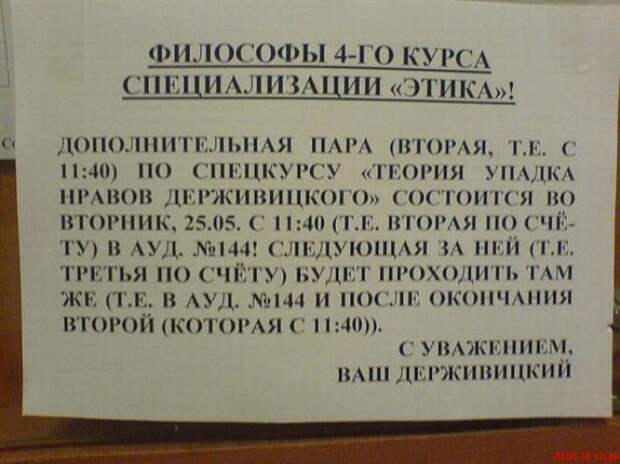 ФИЛОСОФЫ 4-ГО КУРСА
СПЕЦИАЛИЗАЦИИ «ЭТИКА»!
ДОПОЛНИТЕЛЬНАЯ ПАРА (ВТОРАЯ, Т.Е. С
11:40) ПО СПЕЦКУРСУ «ТЕОРИЯ УПАДКА
НРАВОВ ДЕРЖИВИЦКОГО» СОСТОИТСЯ ВО
ВТОРНИК, 25.05. С 11:40 (Т.Е. ВТОРАЯ ПО СЧЁ-
ТУ) В АУД. №144! СЛЕДУЮЩАЯ ЗА НЕЙ (Т.Е.
ТРЕТЬЯ ПО СЧЁТУ) БУДЕТ ПРОХОДИТЬ ТАМ
ЖЕ (Т.Е. В АУД. №144 И ПОСЛЕ ОКОНЧАНИЯ
ВТОРОЙ (КОТОРАЯ С 11:40)).
С УВАЖЕНИЕМ,
ВАШ ДЕРЖИВИЦКИЙ